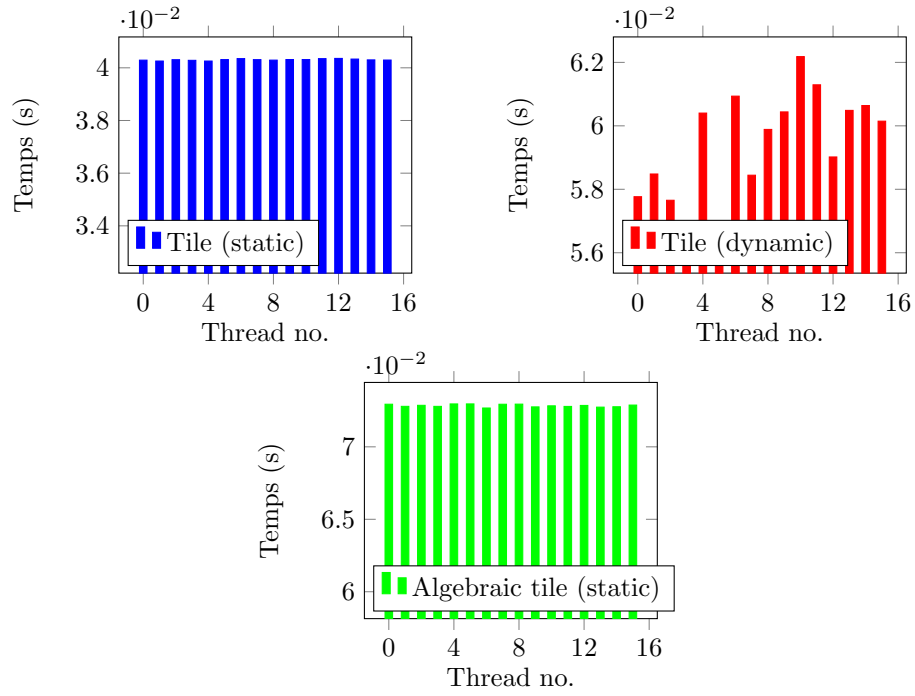 ·10⁻²
4
3.8
3.6
3.4
Temps (s)
Tile (static)
0 4 8 12 16
Thread no.
·10⁻²
6.2
6
5.8
5.6
Temps (s)
Tile (dynamic)
0 4 8 12 16
Thread no.
·10⁻²
7
6.5
6
Temps (s)
Algebraic tile (static)
0 4 8 12 16
Thread no.